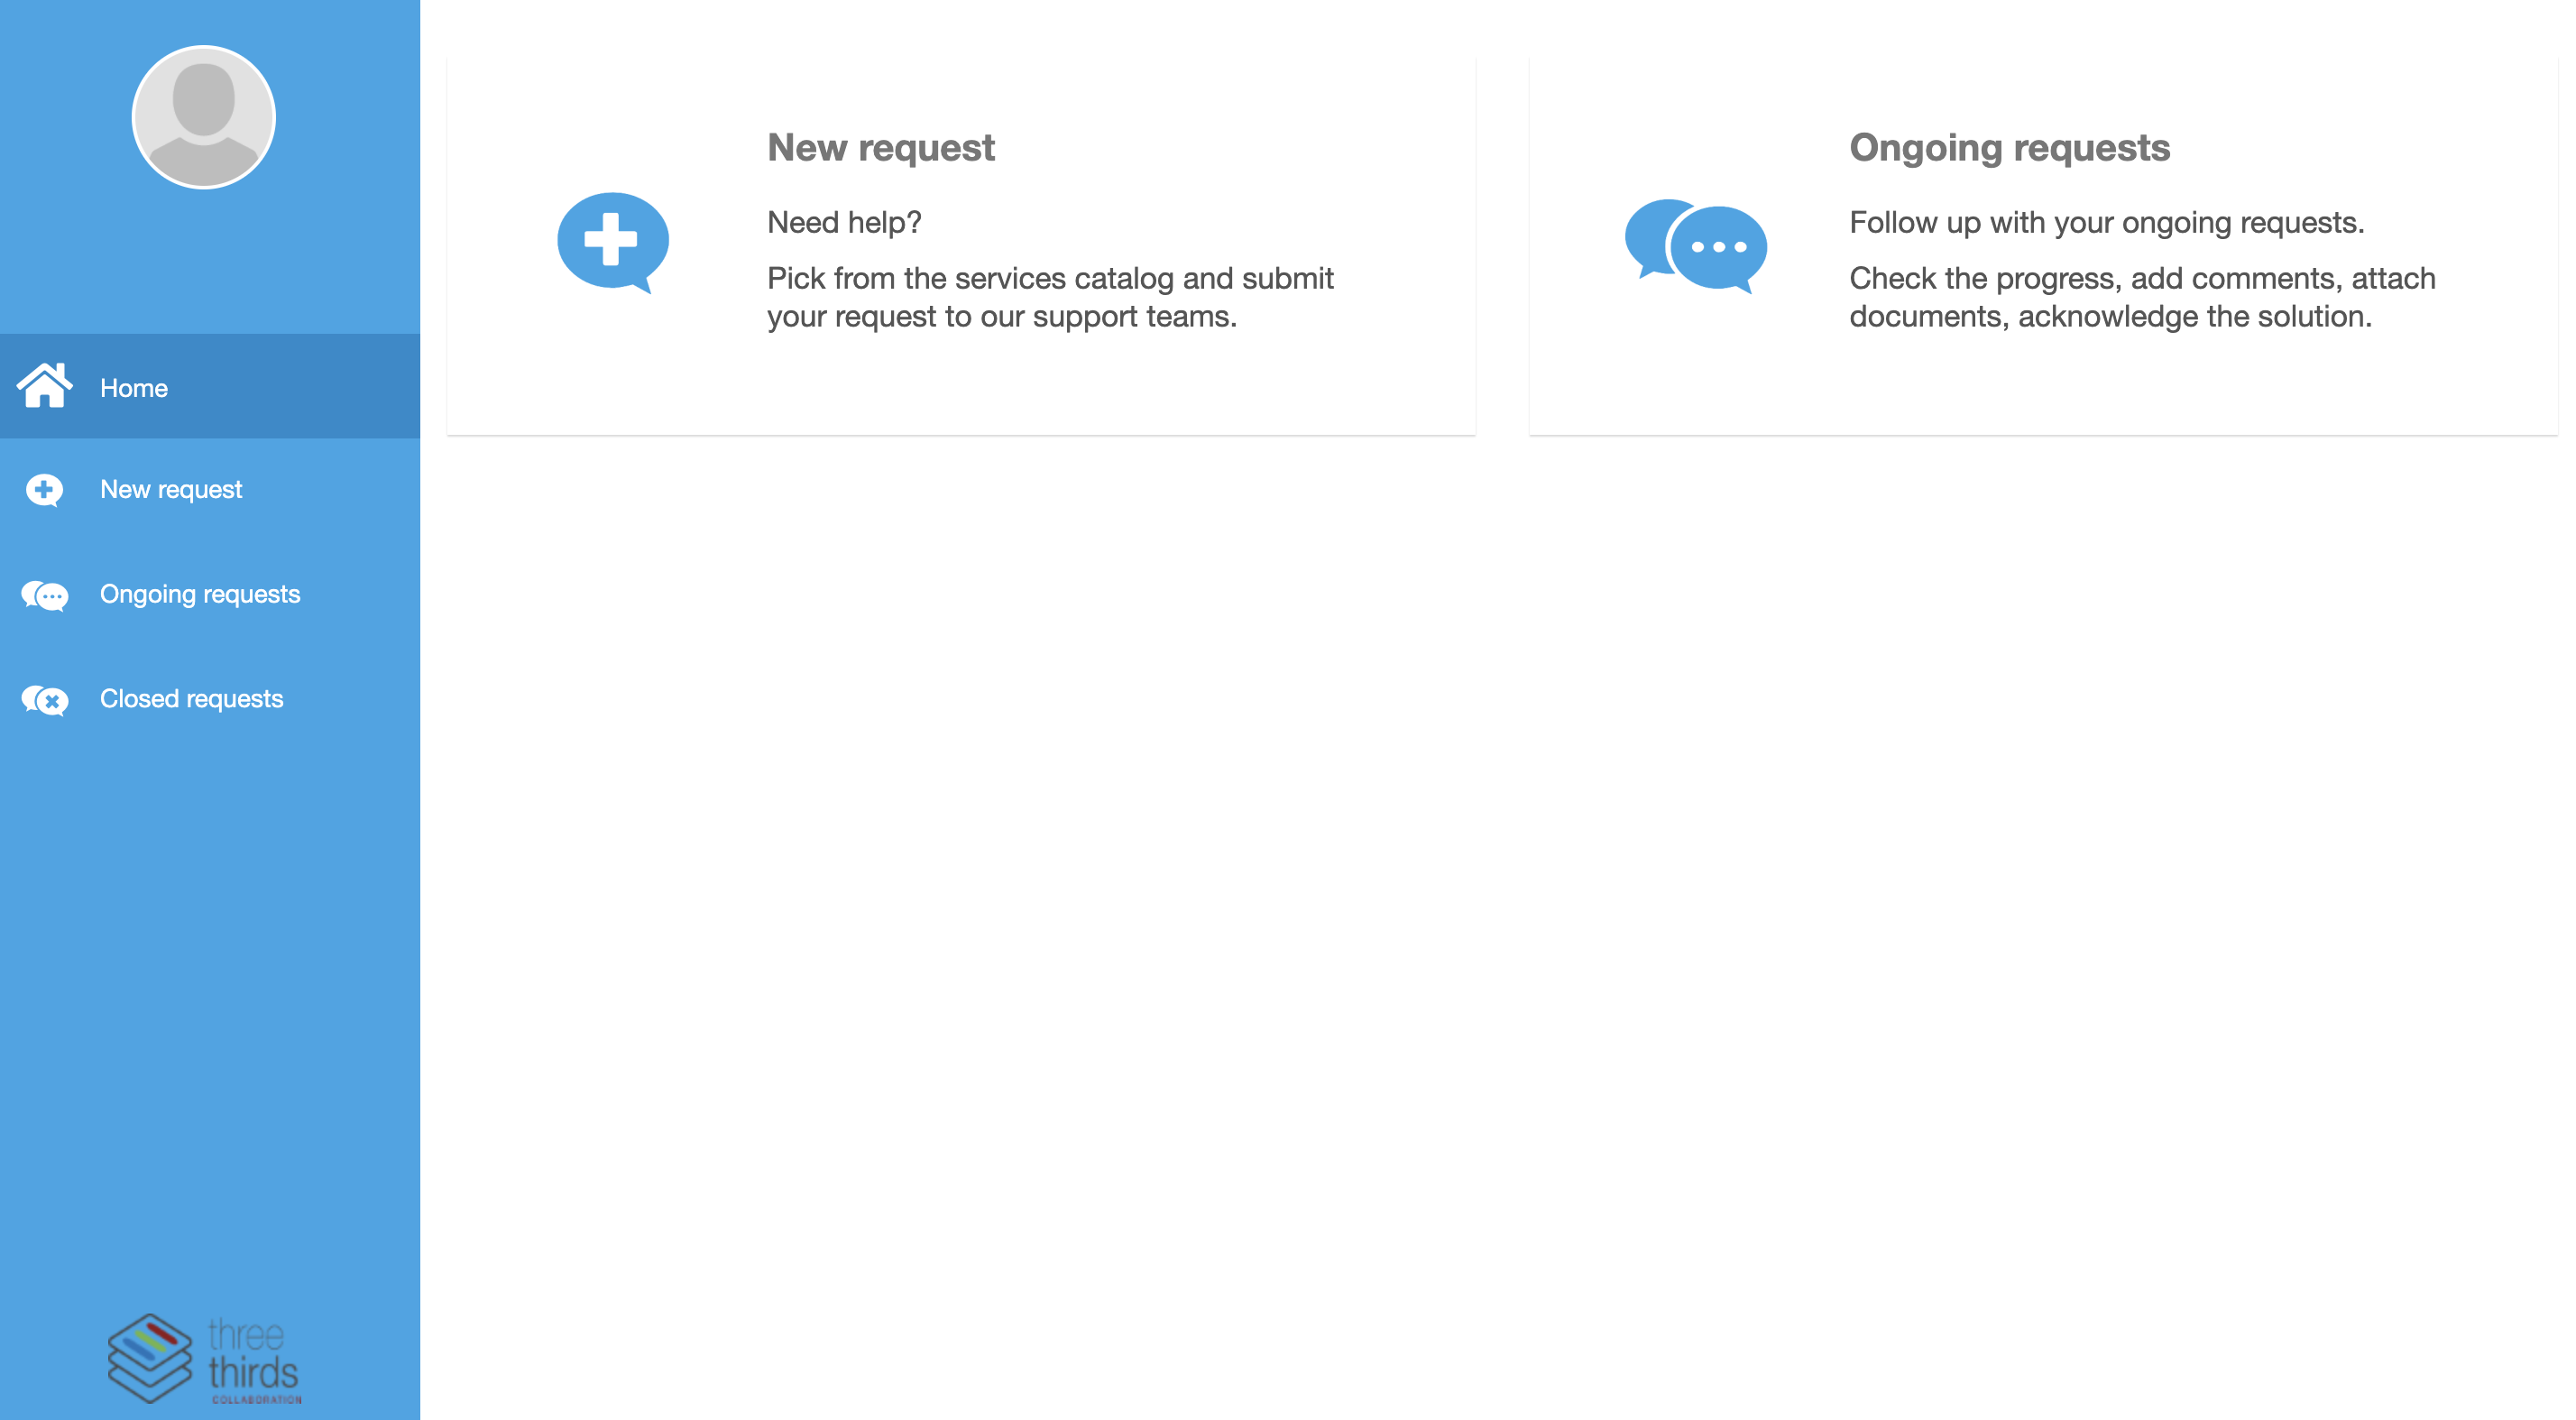 Home
New request
Ongoing requests
Closed requests
three
thirds
COLLABORATION
New request
Need help?
Pick from the services catalog and submit
your request to our support teams.
Ongoing requests
Follow up with your ongoing requests.
Check the progress, add comments, attach
documents, acknowledge the solution.